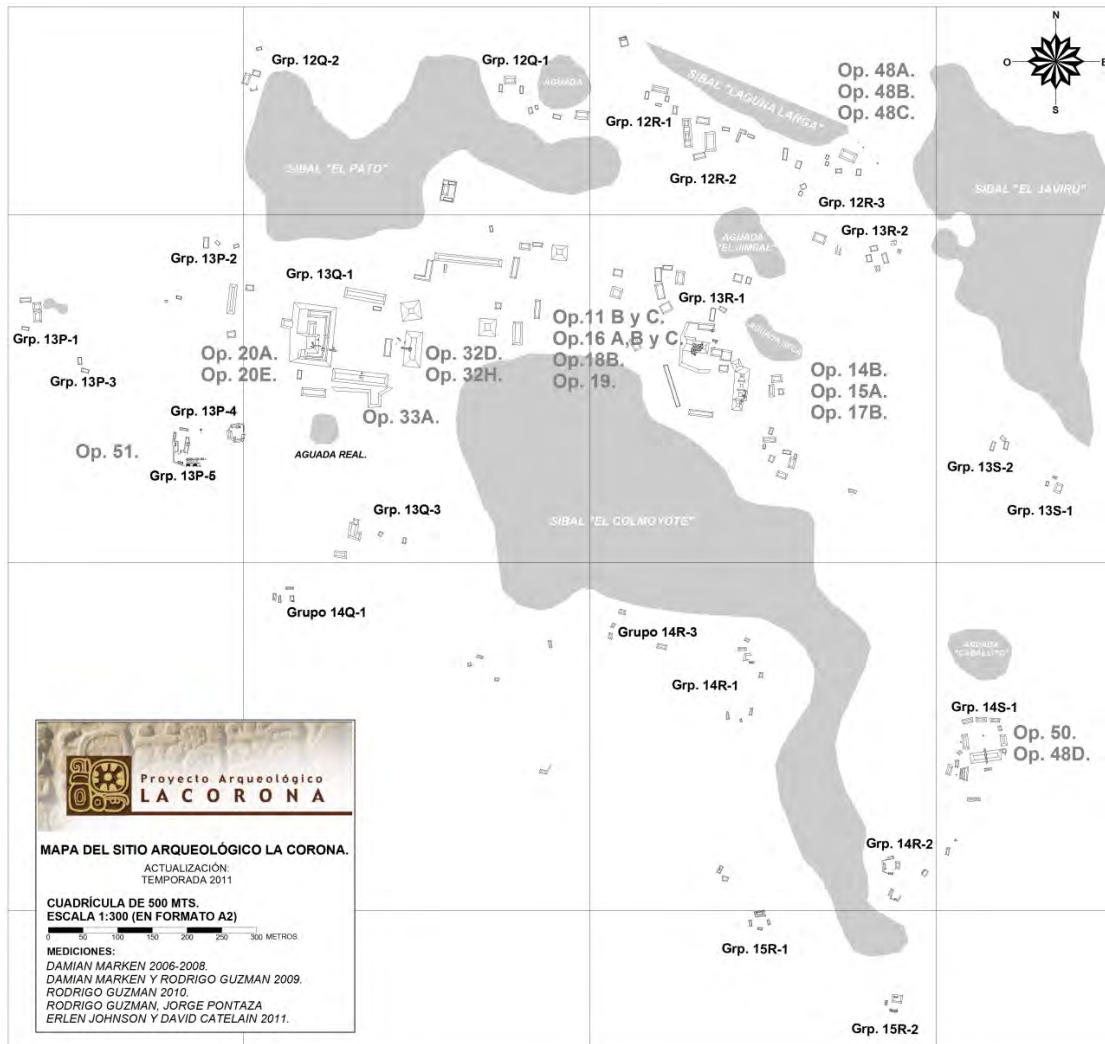 N
O
E
S
Grp. 12Q-2
Grp. 12Q-1
AGUADA
SIBAL "LAGUNA LARGA"
Op. 48A.
Op. 48B.
Op. 48C.
Grp. 12R-1
SIBAL "EL PATO"
Grp. 12R-2
SIBAL "EL JAVIRU"
Grp. 12R-3
Grp. 13P-2
Grp. 13R-2
Grp. 13Q-1
Grp. 13R-1
Grp. 13P-1
Op.11 B y C.
Op.16 A,B y C.
Op.18B.
Op. 19.
Op. 20A.
Op. 20E.
Op. 32D.
Op. 32H.
Grp. 13P-3
Op. 14B.
Op. 15A.
Op. 17B.
Grp. 13P-4
Op. 33A.
Op. 51.
AGUADA REAL.
Grp. 13P-5
Grp. 13S-2
Grp. 13S-1
Grp. 13Q-3
SIBAL "EL COLMOYOTE"
Grupo 14Q-1
Grupo 14R-3
AGUADA
"CABALLITO"
Grp. 14R-1
Grp. 14S-1
Op. 50.
Op. 48D.
Grp. 14R-2
Grp. 15R-1
Grp. 15R-2
Proyecto Arqueológico
LACORONA
MAPA DEL SITIO ARQUEOLÓGICO LA CORONA.
ACTUALIZACIÓN:
TEMPORADA 2011
CUADRÍCULA DE 500 MTS.
ESCALA 1:300 (EN FORMATO A2)
0 50 100 150 200 250 300 METROS.
MEDICIONES:
DAMIAN MARKEN 2006-2008.
DAMIAN MARKEN Y RODRIGO GUZMAN 2009.
RODRIGO GUZMAN 2010.
RODRIGO GUZMAN, JORGE PONTAZA
ERLEN JOHNSON Y DAVID CATELAIN 2011.